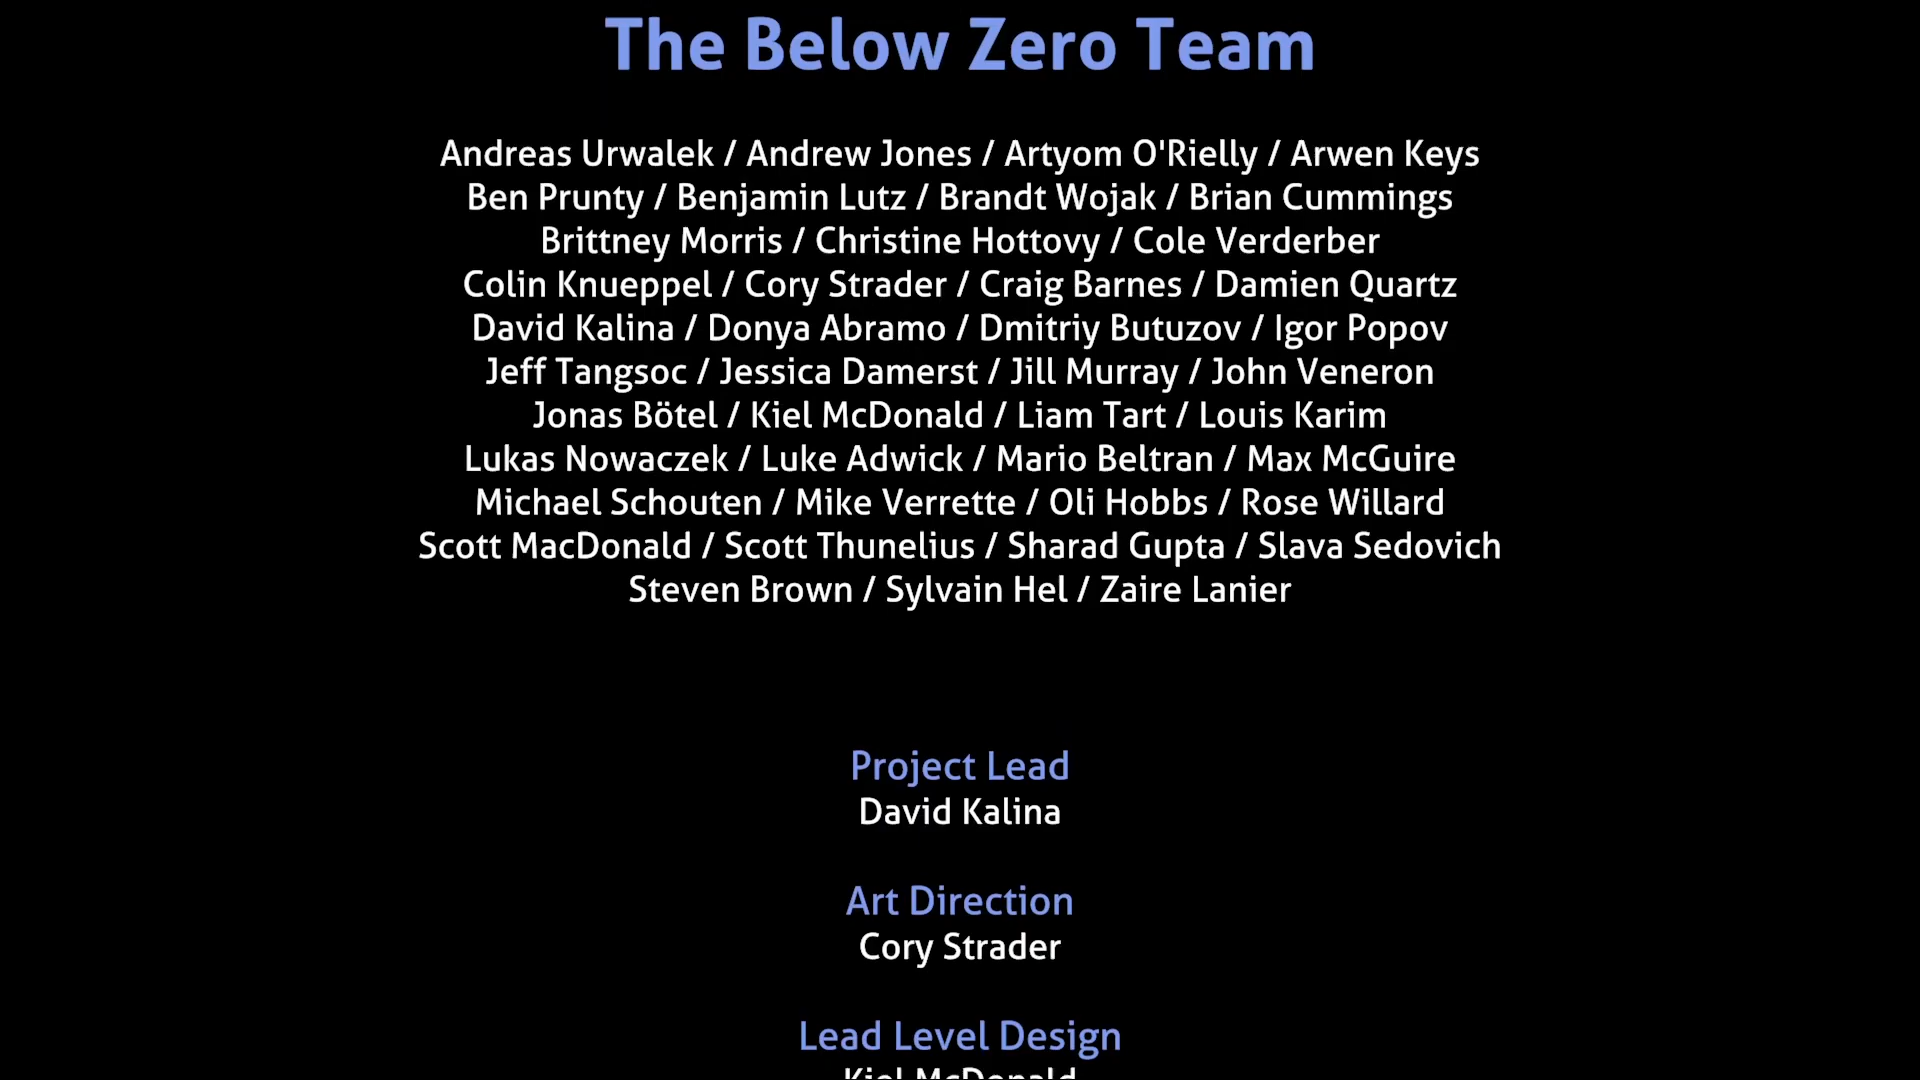 The Below Zero Team
Andreas Urwalek / Andrew Jones / Artyom O'Rielly / Arwen Keys
Ben Prunty / Benjamin Lutz / Brandt Wojak / Brian Cummings
Brittney Morris / Christine Hottovy / Cole Verderber
Colin Knueppel / Cory Strader / Craig Barnes / Damien Quartz
David Kalina / Donya Abramo / Dmitriy Butuzov / Igor Popov
Jeff Tangsoc / Jessica Damerst / Jill Murray / John Veneron
Jonas Bötel / Kiel McDonald / Liam Tart / Louis Karim
Lukas Nowaczek / Luke Adwick / Mario Beltran / Max McGuire
Michael Schouten / Mike Verrette / Oli Hobbs / Rose Willard
Scott MacDonald / Scott Thunelius / Sharad Gupta / Slava Sedovich
Steven Brown / Sylvain Hel / Zaire Lanier
Project Lead
David Kalina
Art Direction
Cory Strader
Lead Level Design
Kiel McDonald